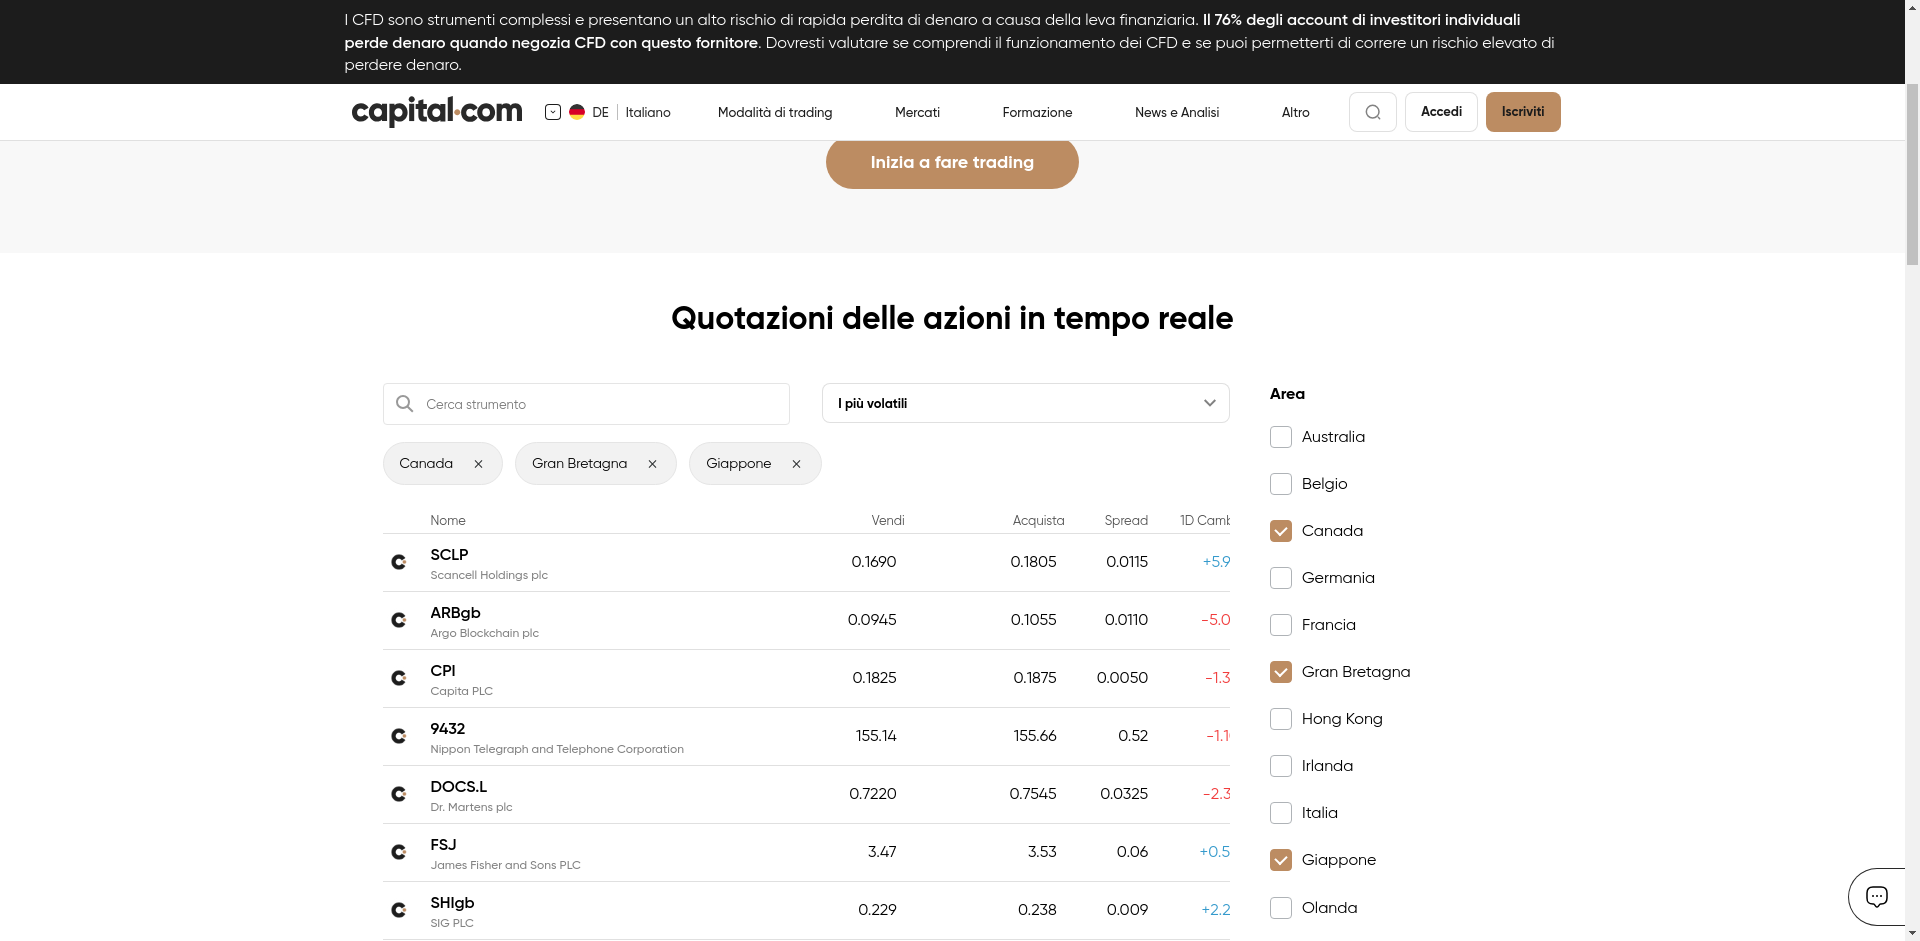 I CFD sono strumenti complessi e presentano un alto rischio di rapida perdita di denaro a causa della leva finanziaria. Il 76% degli account di investitori individuali
perde denaro quando negozia CFD con questo fornitore. Dovresti valutare se comprendi il funzionamento dei CFD e se puoi permetterti di correre un rischio elevato di
perdere denaro.
capital.com DE Italiano Modalità di trading Mercati Formazione News e Analisi Altro Accedi Iscriviti
Inizia a fare trading
Quotazioni delle azioni in tempo reale
Cerca strumento I più volatili
Canada Gran Bretagna Giappone
Nome Vendi Acquista Spread 1D Camb
SCLP 0.1690 0.1805 0.0115 +5.9
Scancell Holdings plc
ARBgb 0.0945 0.1055 0.0110 -5.0
Argo Blockchain plc
CPI 0.1825 0.1875 0.0050 -1.3
Capita PLC
9432 155.14 155.66 0.52 -1.1
Nippon Telegraph and Telephone Corporation
DOCS.L 0.7220 0.7545 0.0325 -2.3
Dr. Martens plc
FSJ 3.47 3.53 0.06 +0.5
James Fisher and Sons PLC
SHIgb 0.229 0.238 0.009 +2.2
SIG PLC
Area
Australia
Belgio
Canada
Germania
Francia
Gran Bretagna
Hong Kong
Irlanda
Italia
Giappone
Olanda